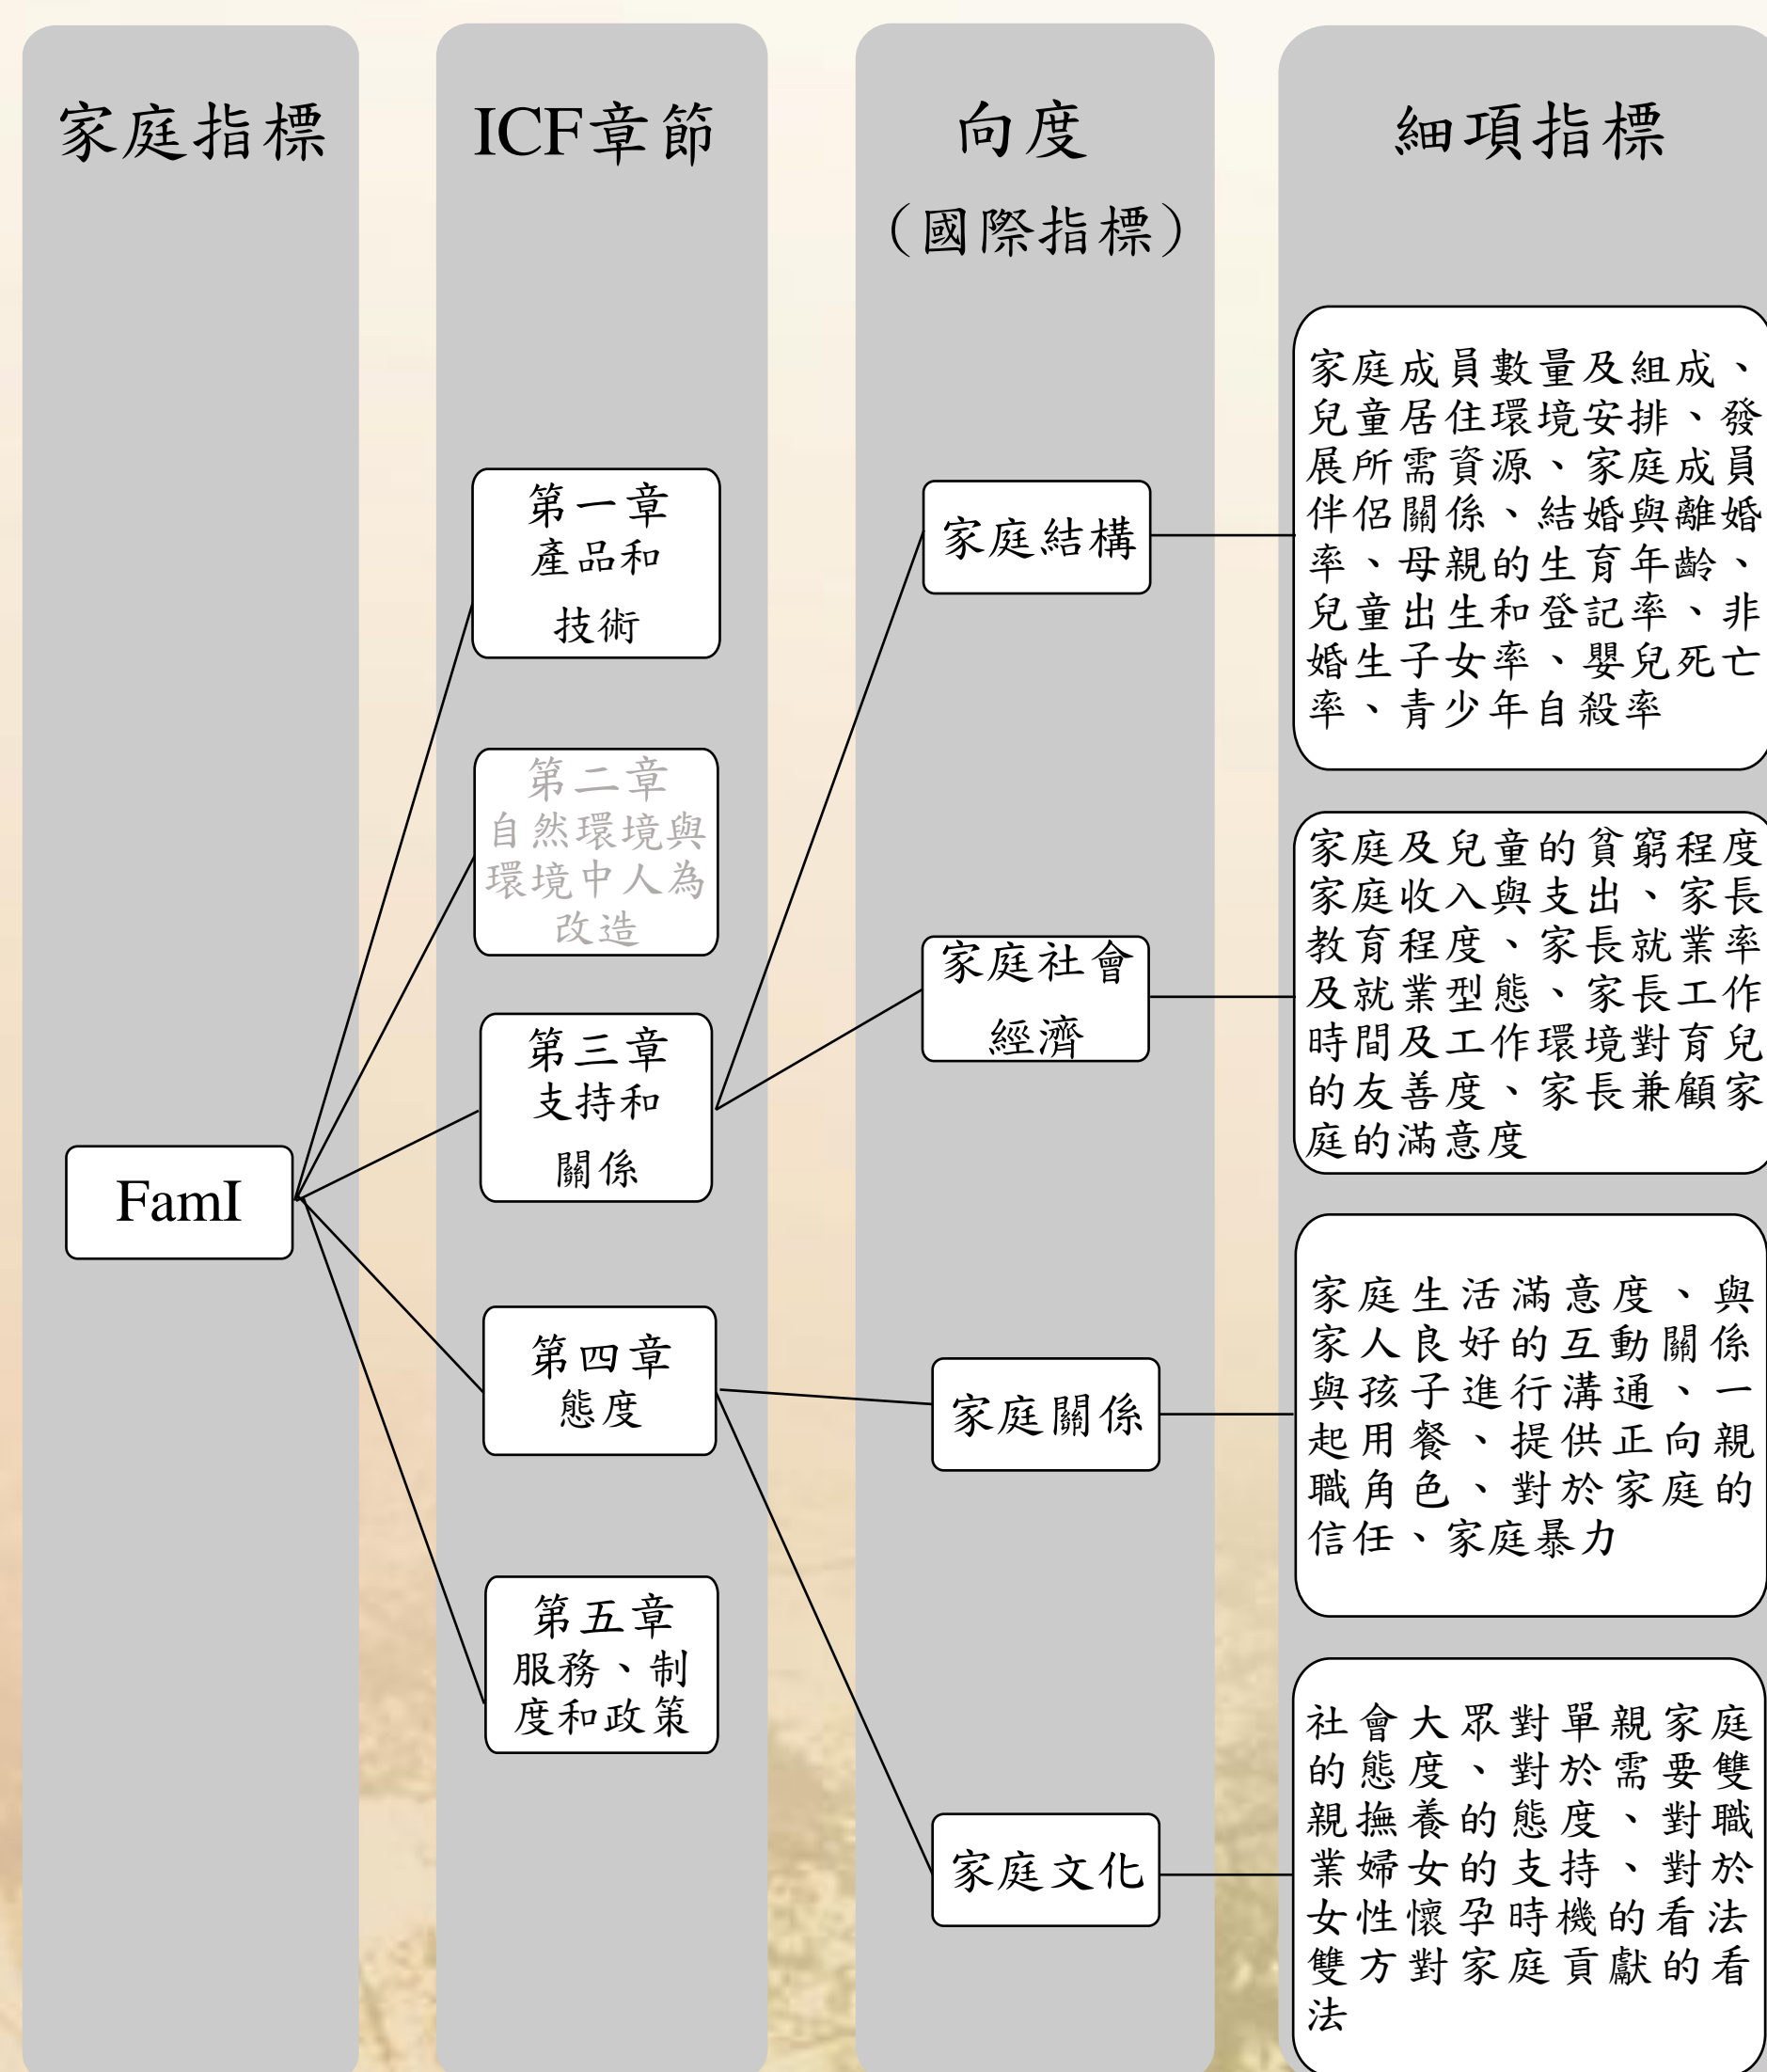 家庭指標
ICF章節
向度
（國際指標）
細項指標
FamI
第一章
產品和
技術
第二章
自然環境與
環境中人為
改造
第三章
支持和
關係
第四章
態度
第五章
服務、制
度和政策
家庭結構
家庭社會
經濟
家庭關係
家庭文化
家庭成員數量及組成、
兒童居住環境安排、發
展所需資源、家庭成員
伴侶關係、結婚與離婚
率、母親的生育年齡、
兒童出生和登記率、非
婚生子女率、嬰兒死亡
率、青少年自殺率
家庭及兒童的貧窮程度
家庭收入與支出、家長
教育程度、家長就業率
及就業型態、家長工作
時間及工作環境對育兒
的友善度、家長兼顧家
庭的滿意度
家庭生活滿意度、與
家人良好的互動關係
與孩子進行溝通、一
起用餐、提供正向親
職角色、對於家庭的
信任、家庭暴力
社會大眾對單親家庭
的態度、對於需要雙
親撫養的態度、對職
業婦女的支持、對於
女性懷孕時機的看法
雙方對家庭貢獻的看
法